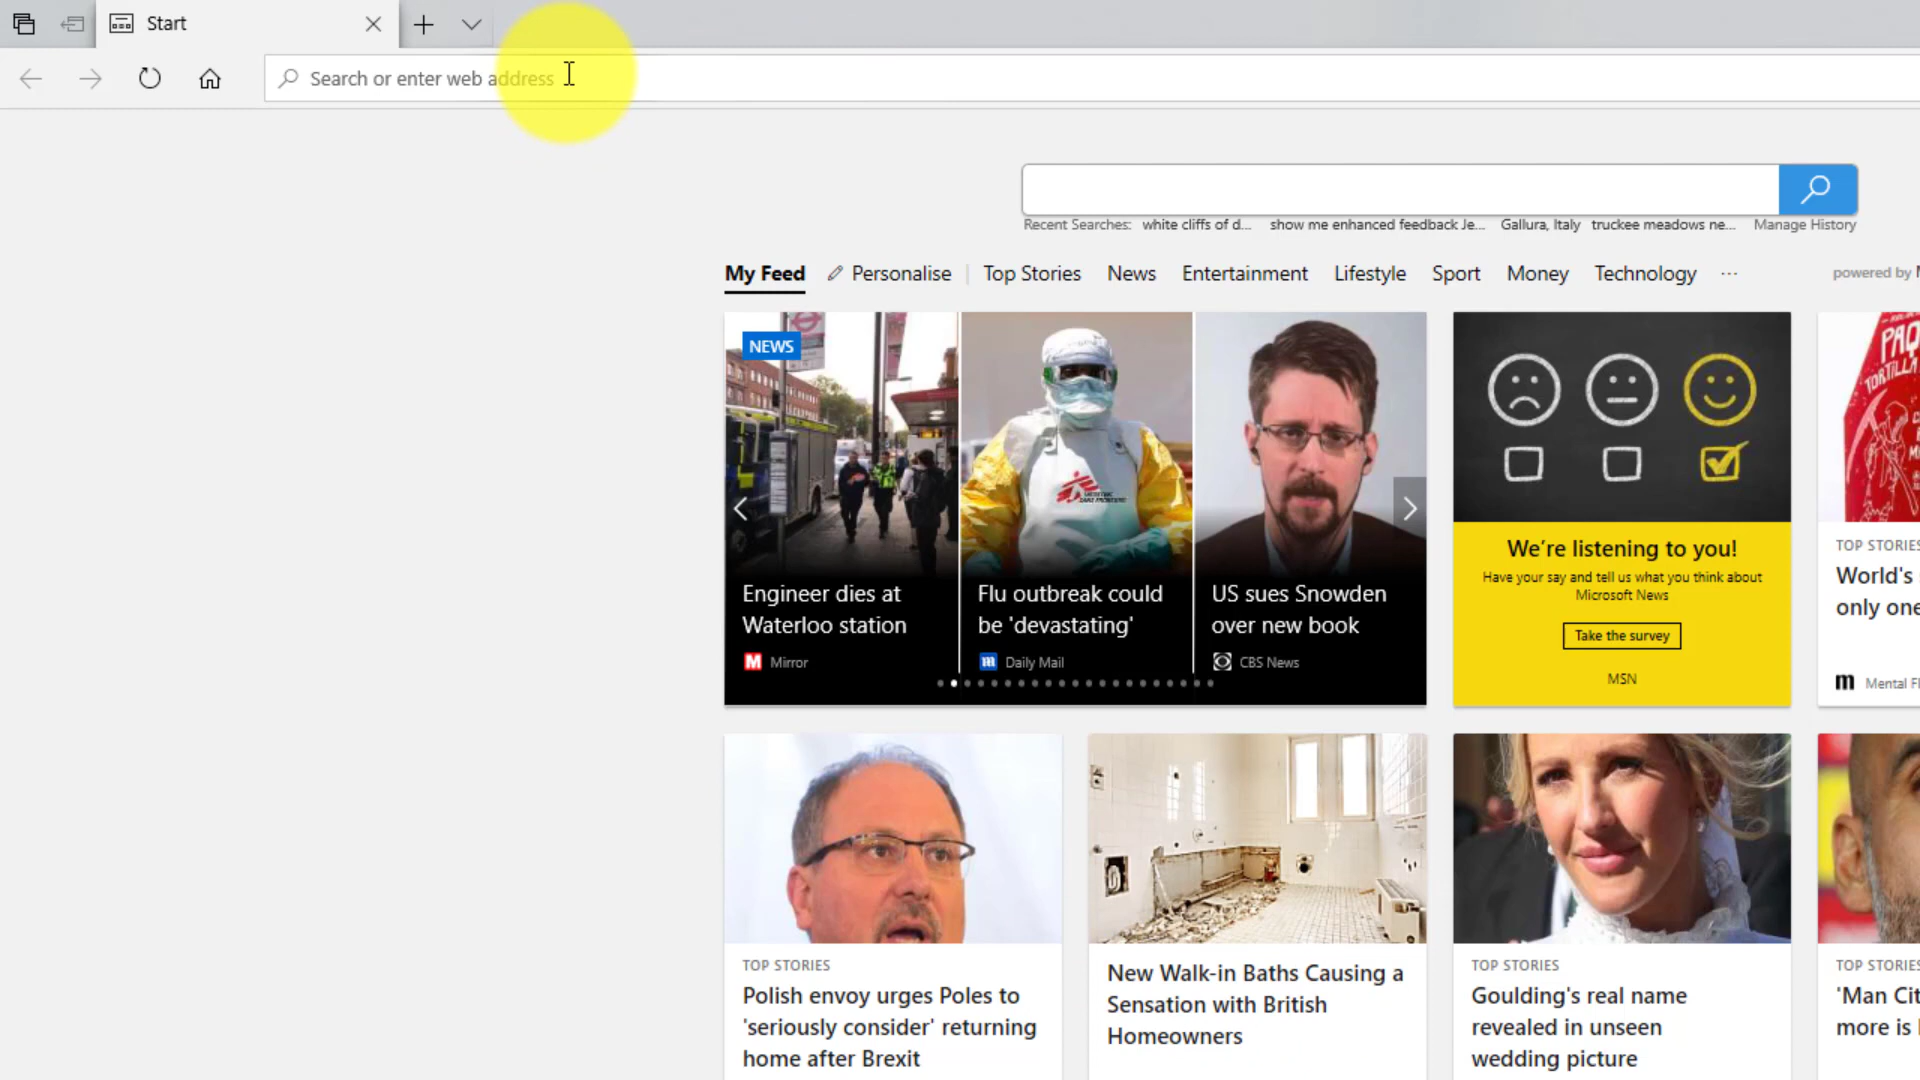 Start
Search or enter web address
Recent Searches: white cliffs of d... show me enhanced feedback Je... Gallura, Italy truckee meadows ne... Manage History
My Feed Personalise Top Stories News Entertainment Lifestyle Sport Money Technology ... powered by
NEWS
Engineer dies at
Waterloo station
Mirror
Flu outbreak could
be 'devastating'
Daily Mail
US sues Snowden
over new book
CBS News
We're listening to you!
Have your say and tell us what you think about
Microsoft News
Take the survey
MSN
TOP STORIES
World's
only one
Mental Fl
TOP STORIES
Polish envoy urges Poles to
'seriously consider' returning
home after Brexit
New Walk-in Baths Causing a
Sensation with British
Homeowners
TOP STORIES
Goulding's real name
revealed in unseen
wedding picture
TOP STORIES
'Man Cit
more is